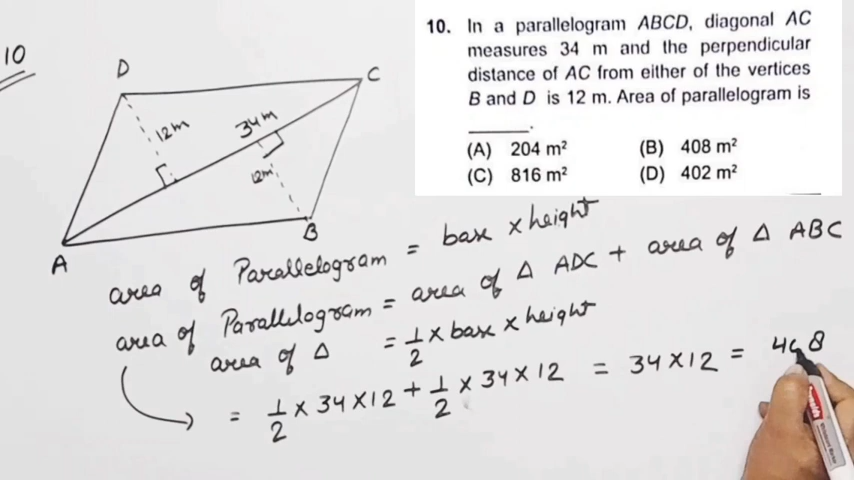 10
10. In a parallelogram ABCD, diagonal AC
measures 34 m and the perpendicular
distance of AC from either of the vertices
B and D is 12 m. Area of parallelogram is
______.
(A) 204 m² (B) 408 m²
(C) 816 m² (D) 402 m²
D
C
12m
34m
12m
A
B
area of Parallelogram = base × height
area of Parallelogram = area of Δ ADC + area of Δ ABC
area of Δ = 1/2 × base × height
= 1/2 × 34 × 12 + 1/2 × 34 × 12 = 34 × 12 = 408